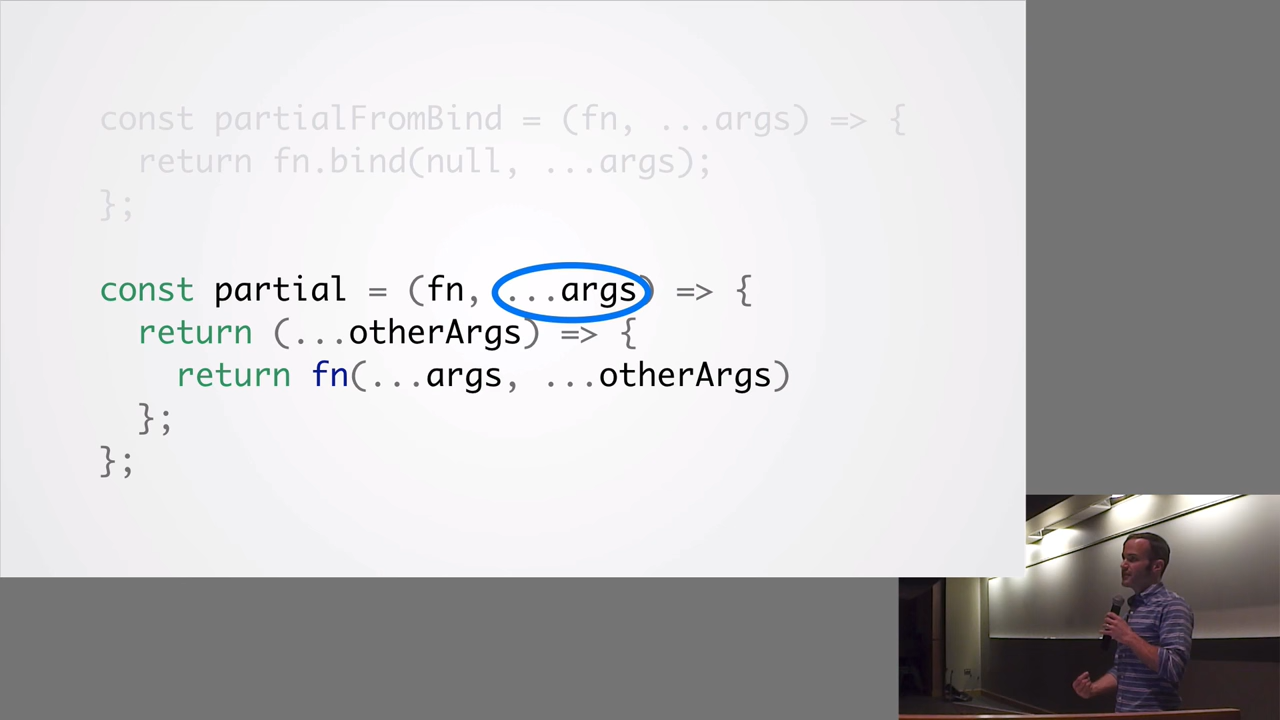 const partialFromBind = (fn, ...args) => {
return fn.bind(null, ...args);
};
const partial = (fn, ...args) => {
return (...otherArgs) => {
return fn(...args, ...otherArgs)
};
};